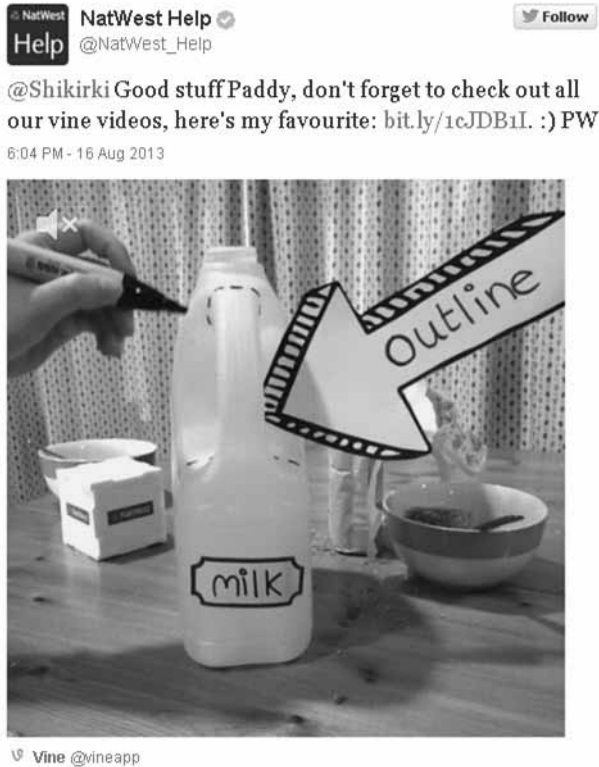 NatWest
Help
NatWest Help
@NatWest_Help
Follow
@Shikirki Good stuff Paddy, don't forget to check out all
our vine videos, here's my favourite: bit.ly/1cJDB1I. :) PW
6:04 PM - 16 Aug 2013
outline
milk
Vine @vineapp